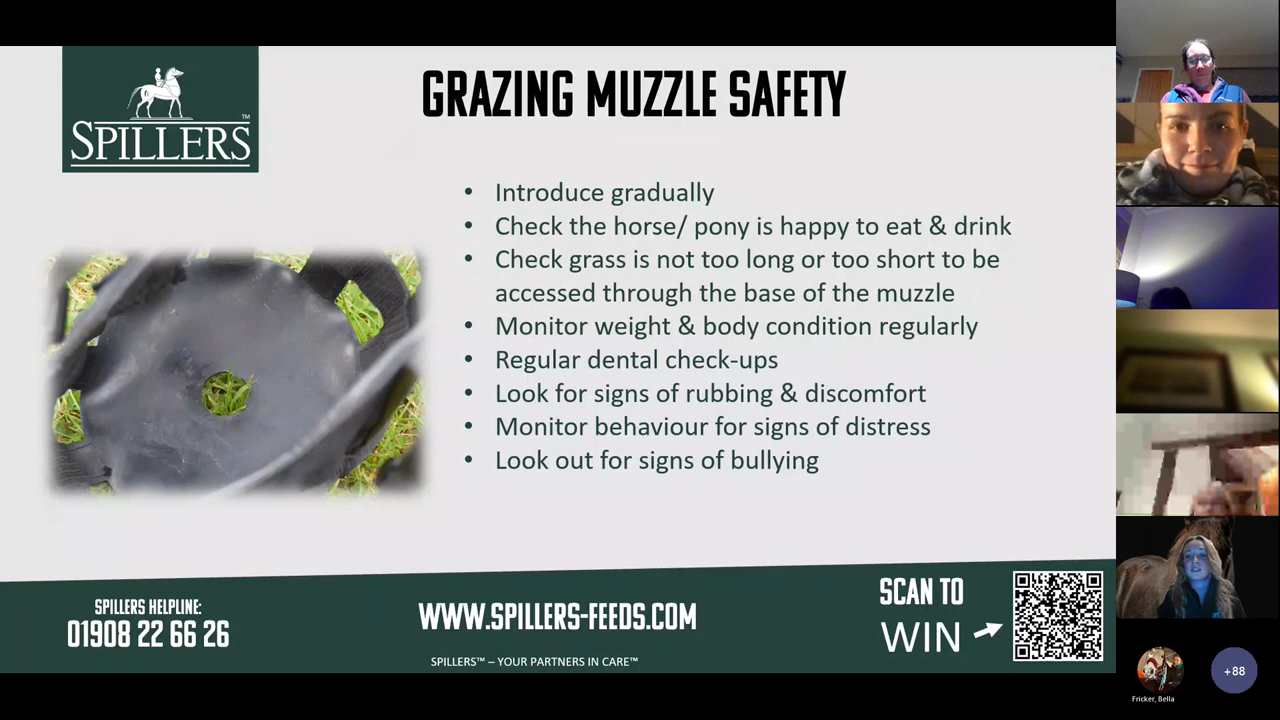 SPILLERS™
GRAZING MUZZLE SAFETY
• Introduce gradually
• Check the horse/ pony is happy to eat & drink
• Check grass is not too long or too short to be
accessed through the base of the muzzle
• Monitor weight & body condition regularly
• Regular dental check-ups
• Look for signs of rubbing & discomfort
• Monitor behaviour for signs of distress
• Look out for signs of bullying
SPILLERS HELPLINE:
01908 22 66 26
WWW.SPILLERS-FEEDS.COM
SPILLERS™ – YOUR PARTNERS IN CARE™
SCAN TO
WIN
Fricker, Bella
+88